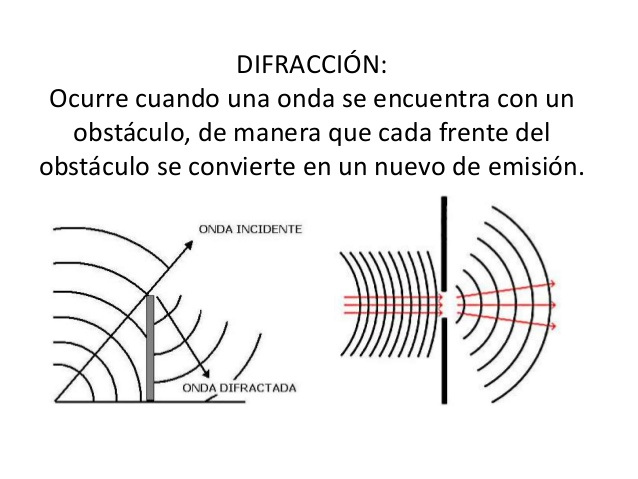 DIFRACCIÓN:
Ocurre cuando una onda se encuentra con un
obstáculo, de manera que cada frente del
obstáculo se convierte en un nuevo de emisión.
ONDA INCIDENTE
ONDA DIFRACTADA